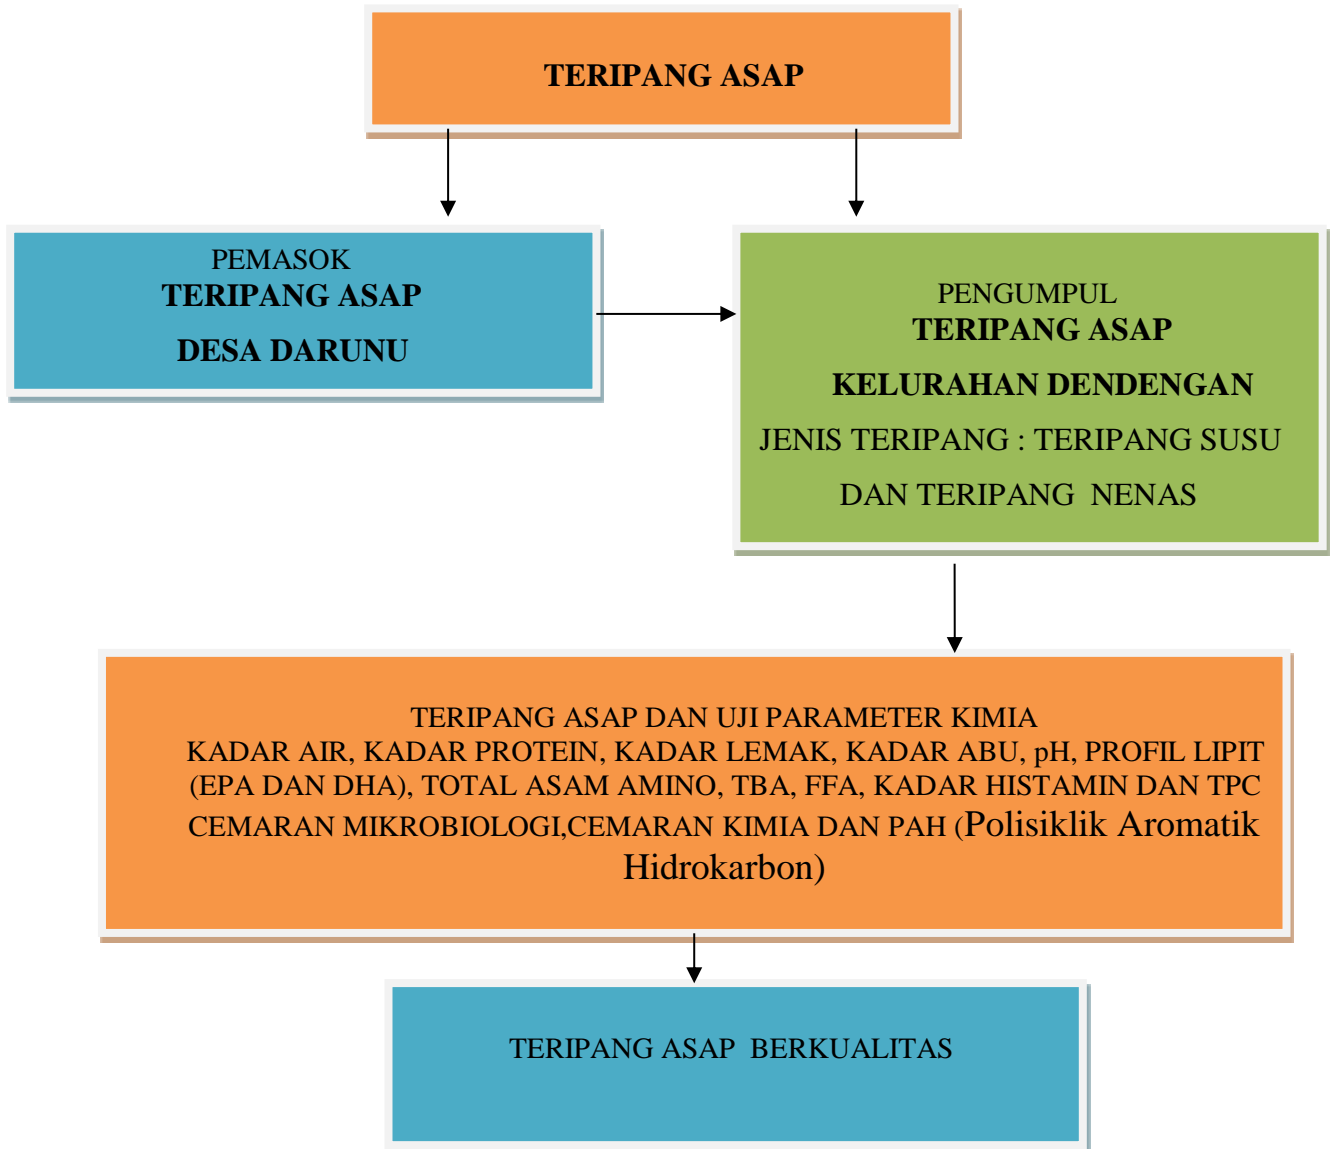 TERIPANG ASAP
PEMASOK
TERIPANG ASAP
DESA DARUNU
PENGUMPUL
TERIPANG ASAP
KELURAHAN DENDENGAN
JENIS TERIPANG : TERIPANG SUSU
DAN TERIPANG  NENAS
TERIPANG ASAP DAN UJI PARAMETER KIMIA
KADAR AIR, KADAR PROTEIN, KADAR LEMAK, KADAR ABU, pH, PROFIL LIPIT
(EPA DAN DHA), TOTAL ASAM AMINO, TBA, FFA, KADAR HISTAMIN DAN TPC
CEMARAN MIKROBIOLOGI,CEMARAN KIMIA DAN PAH (Polisiklik Aromatik
Hidrokarbon)
TERIPANG ASAP  BERKUALITAS